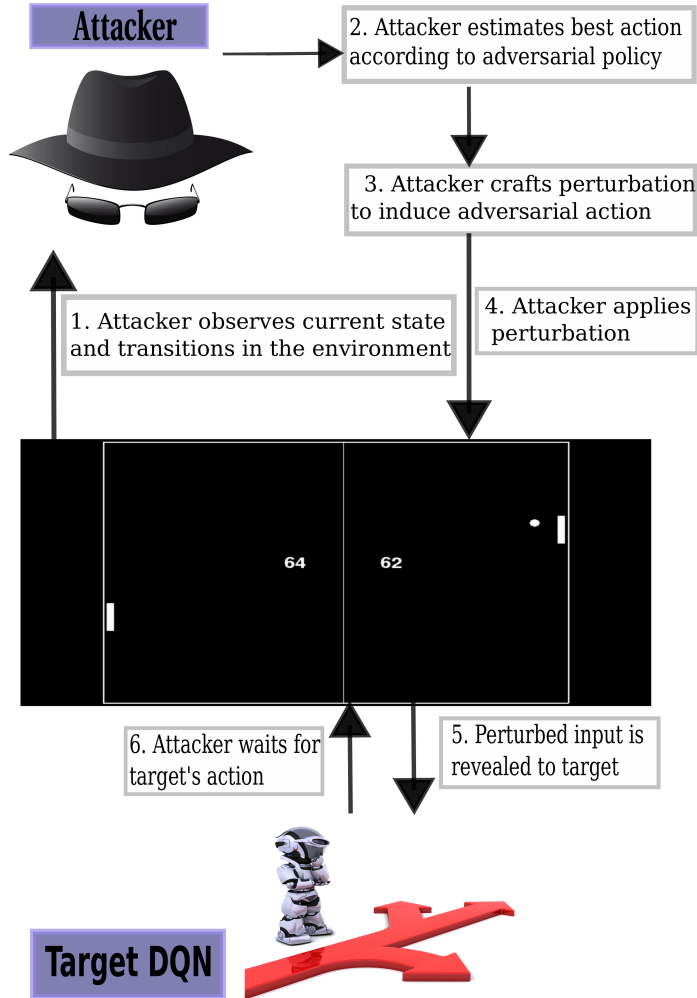 Attacker
2. Attacker estimates best action
according to adversarial policy
3. Attacker crafts perturbation
to induce adversarial action
1. Attacker observes current state
and transitions in the environment
4. Attacker applies
perturbation
64 62
6. Attacker waits for
target's action
5. Perturbed input is
revealed to target
Target DQN